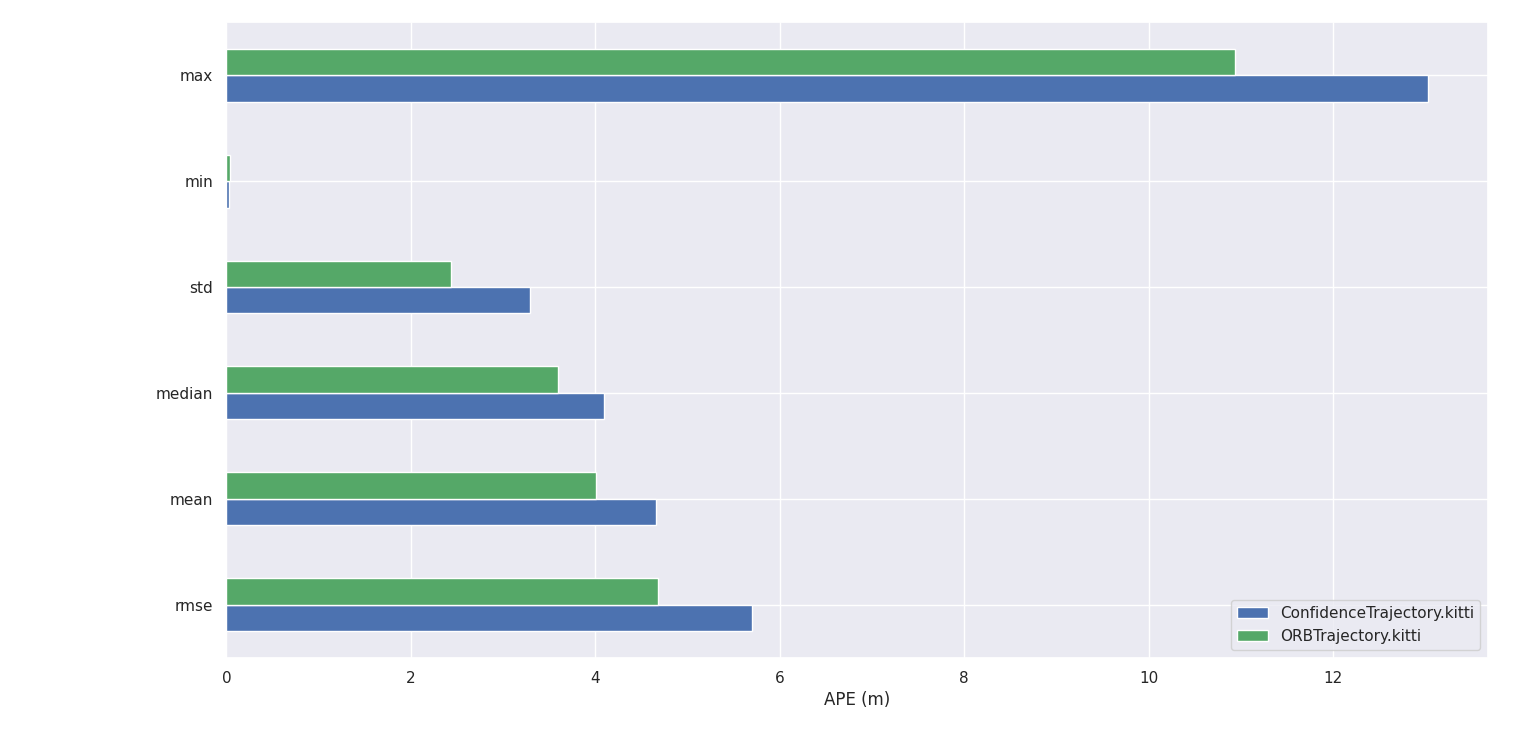 max
min
std
median
mean
rmse
ConfidenceTrajectory.kitti
ORBTrajectory.kitti
0 2 4 6 8 10 12
APE (m)